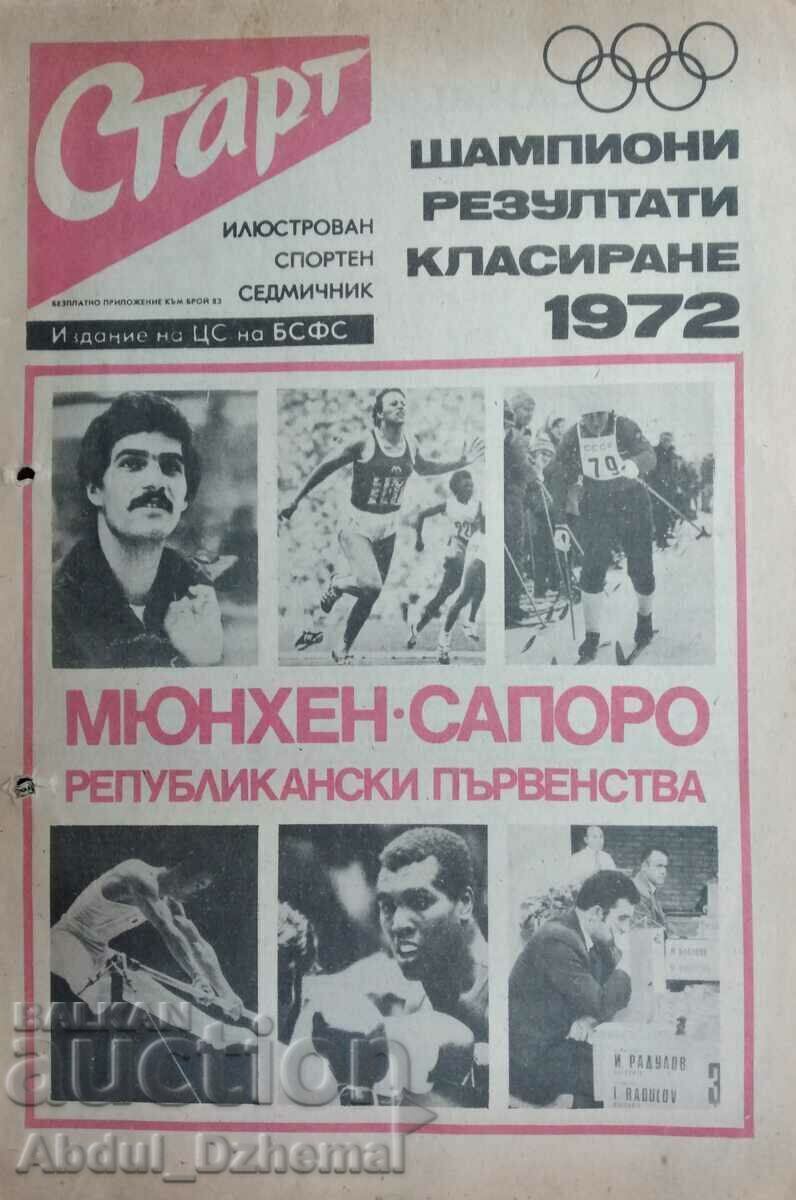 Старт
ШАМПИОНИ
РЕЗУЛТАТИ
КЛАСИРАНЕ
1972
ИЛЮСТРОВАН
СПОРТЕН
СЕДМИЧНИК
БЕЗПЛАТНО ПРИЛОЖЕНИЕ КЪМ БРОЙ 83
Издание на ЦС на БСФС
СССР
79
МЮНХЕН·САПОРО
РЕПУБЛИКАНСКИ ПЪРВЕНСТВА
И. РАДУЛОВ
I. RADULOV
3
BALKAN
auction
Abdul_Dzhemal